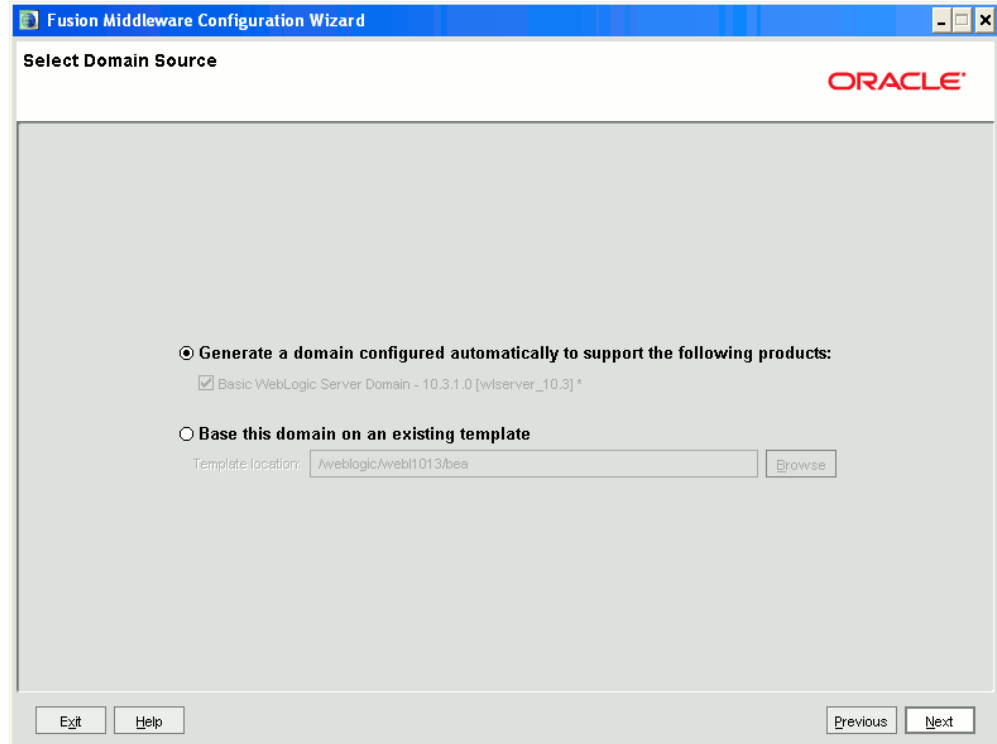 Fusion Middleware Configuration Wizard
Select Domain Source
ORACLE
Generate a domain configured automatically to support the following products:
Basic WebLogic Server Domain - 10.3.1.0 [wlserver_10.3] *
Base this domain on an existing template
Template location: /weblogic/webl1013/bea Browse
Exit Help Previous Next